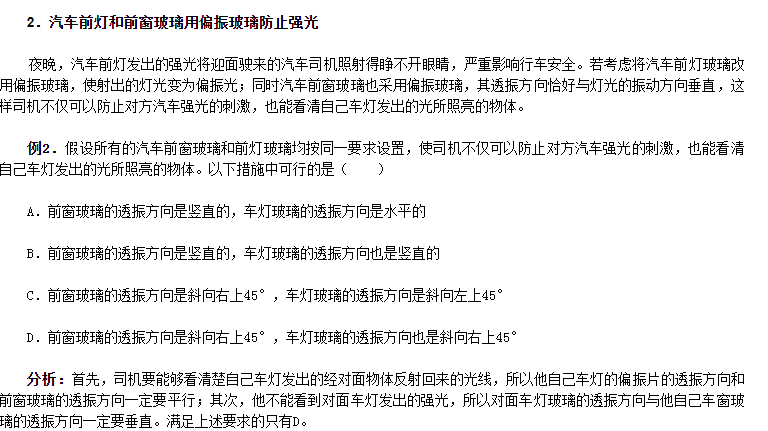 2．汽车前灯和前窗玻璃用偏振玻璃防止强光
夜晚，汽车前灯发出的强光将迎面驶来的汽车司机照射得睁不开眼睛，严重影响行车安全。若考虑将汽车前灯玻璃改
用偏振玻璃，使射出的灯光变为偏振光；同时汽车前窗玻璃也采用偏振玻璃，其透振方向恰好与灯光的振动方向垂直，这
样司机不仅可以防止对方汽车强光的刺激，也能看清自己车灯发出的光所照亮的物体。
例2．假设所有的汽车前窗玻璃和前灯玻璃均按同一要求设置，使司机不仅可以防止对方汽车强光的刺激，也能看清
自己车灯发出的光所照亮的物体。以下措施中可行的是（　　）
A．前窗玻璃的透振方向是竖直的，车灯玻璃的透振方向是水平的
B．前窗玻璃的透振方向是竖直的，车灯玻璃的透振方向也是竖直的
C．前窗玻璃的透振方向是斜向右上45°，车灯玻璃的透振方向是斜向左上45°
D．前窗玻璃的透振方向是斜向右上45°，车灯玻璃的透振方向也是斜向右上45°
分析：首先，司机要能够看清楚自己车灯发出的经对面物体反射回来的光线，所以他自己车灯的偏振片的透振方向和
前窗玻璃的透振方向一定要平行；其次，他不能看到对面车灯发出的强光，所以对面车灯玻璃的透振方向与他自己车窗玻
璃的透振方向一定要垂直。满足上述要求的只有D。